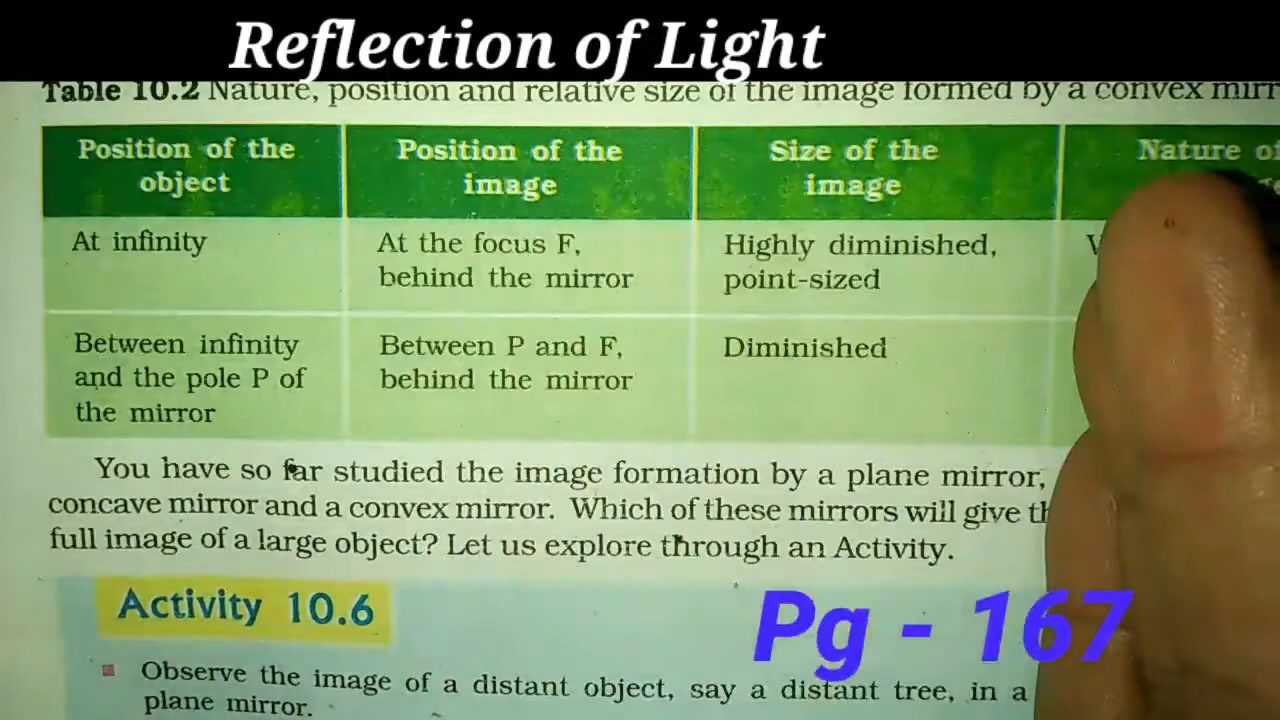 Reflection of Light
Table 10.2 Nature, position and relative size of the image formed by a convex mirr
Position of the object
Position of the image
Size of the image
Nature of
At infinity
At the focus F,
behind the mirror
Highly diminished,
point-sized
Between infinity
and the pole P of
the mirror
Between P and F,
behind the mirror
Diminished
You have so far studied the image formation by a plane mirror,
concave mirror and a convex mirror. Which of these mirrors will give th
full image of a large object? Let us explore through an Activity.
Activity 10.6
Pg - 167
Observe the image of a distant object, say a distant tree, in a
plane mirror.